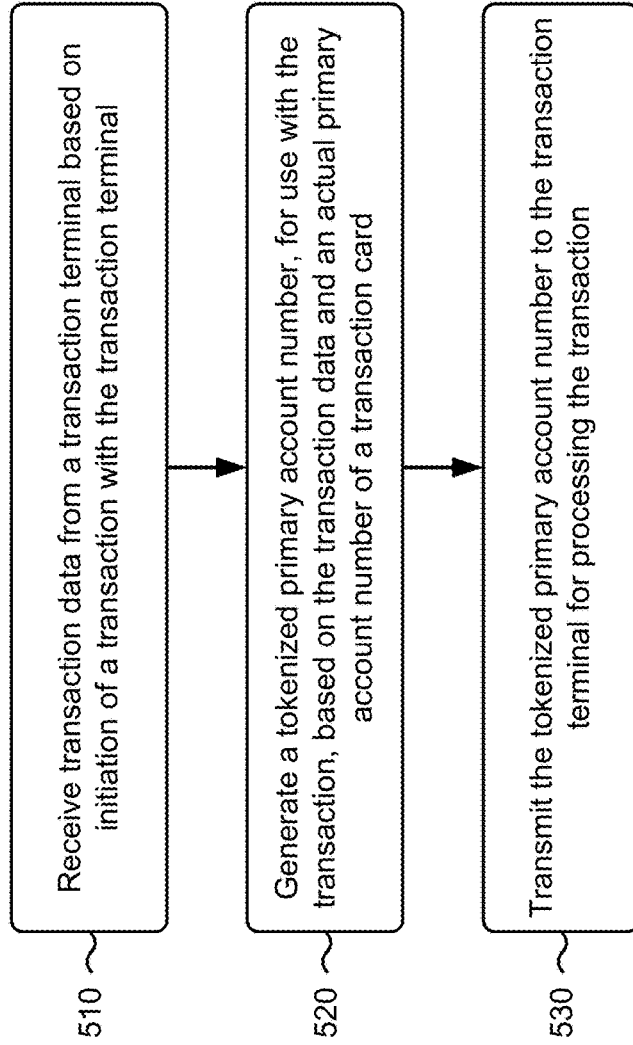 510
Receive transaction data from a transaction terminal based on
initiation of a transaction with the transaction terminal
520
Generate a tokenized primary account number, for use with the
transaction, based on the transaction data and an actual primary
account number of a transaction card
530
Transmit the tokenized primary account number to the transaction
terminal for processing the transaction